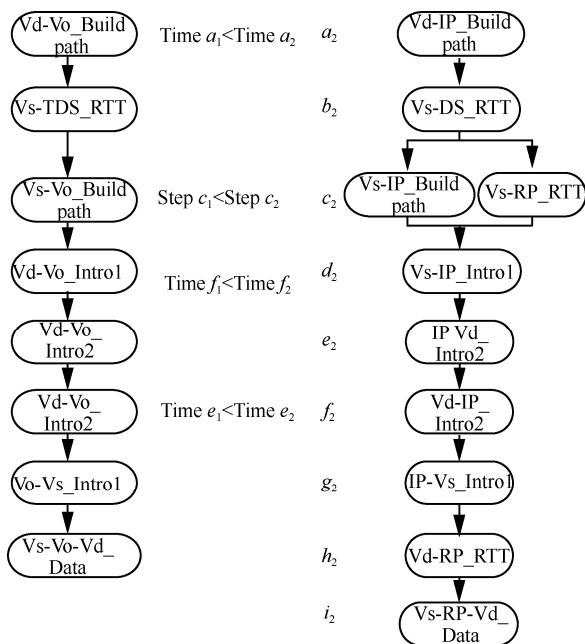 Vd-Vo_Build
path
Time a₁<Time a₂
a₂
Vd-IP_Build
path
Vs-TDS_RTT
b₂
Vs-DS_RTT
Vs-Vo_Build
path
Step c₁<Step c₂
c₂
Vs-IP_Build
path
Vs-RP_RTT
Vd-Vo_Intro1
Time f₁<Time f₂
d₂
Vs-IP_Intro1
Vd-Vo_
Intro2
e₂
IP Vd_
Intro2
Vd-Vo_
Intro2
Time e₁<Time e₂
f₂
Vd-IP_
Intro2
Vo-Vs_Intro1
g₂
IP-Vs_Intro1
Vs-Vo-Vd_
Data
h₂
Vd-RP_RTT
i₂
Vs-RP-Vd_
Data